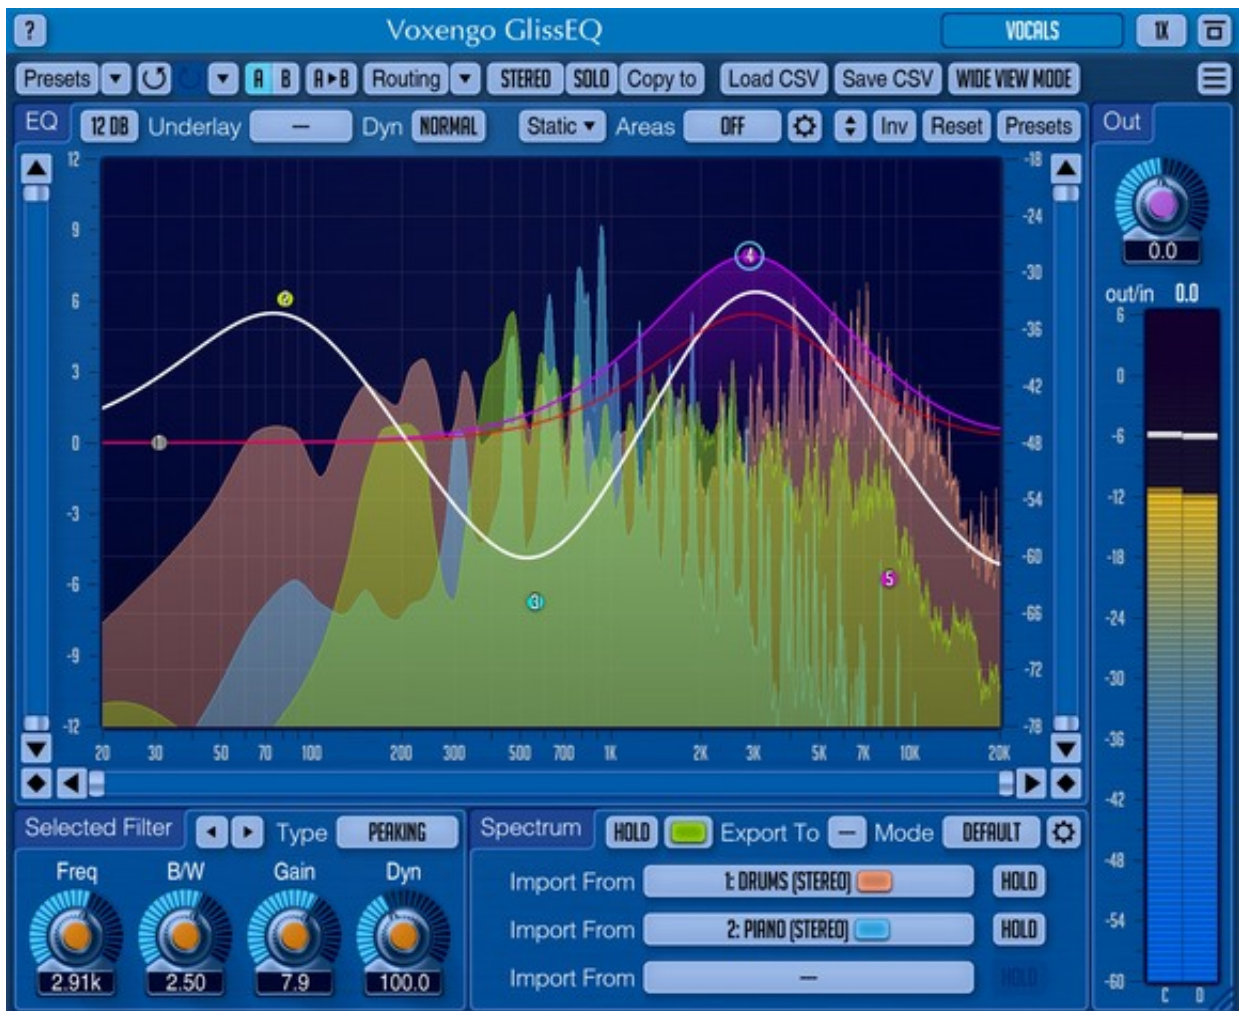 ? Voxengo GlissEQ VOCALS 1X
Presets A B A▸B Routing STEREO SOLO Copy to Load CSV Save CSV WIDE VIEW MODE
EQ 12 DB Underlay — Dyn NORMAL Static Areas OFF Inv Reset Presets Out
12 -18
9 -24
6 -30
3 -36
0 -42
-3 -48
-6 -54
-9 -60
-12 -66
-72
-78
1 2 3 4 5
20 30 50 70 100 200 300 500 700 1K 2K 3K 5K 7K 10K 20K
0.0
out/in 0.0
6
0
-6
-12
-18
-24
-30
-36
-42
-48
-54
-60
C D
Selected Filter Type PEAKING
Freq B/W Gain Dyn
2.91k 2.50 7.9 100.0
Spectrum HOLD Export To — Mode DEFAULT
Import From 1: DRUMS (STEREO) HOLD
Import From 2: PIANO (STEREO) HOLD
Import From — HOLD